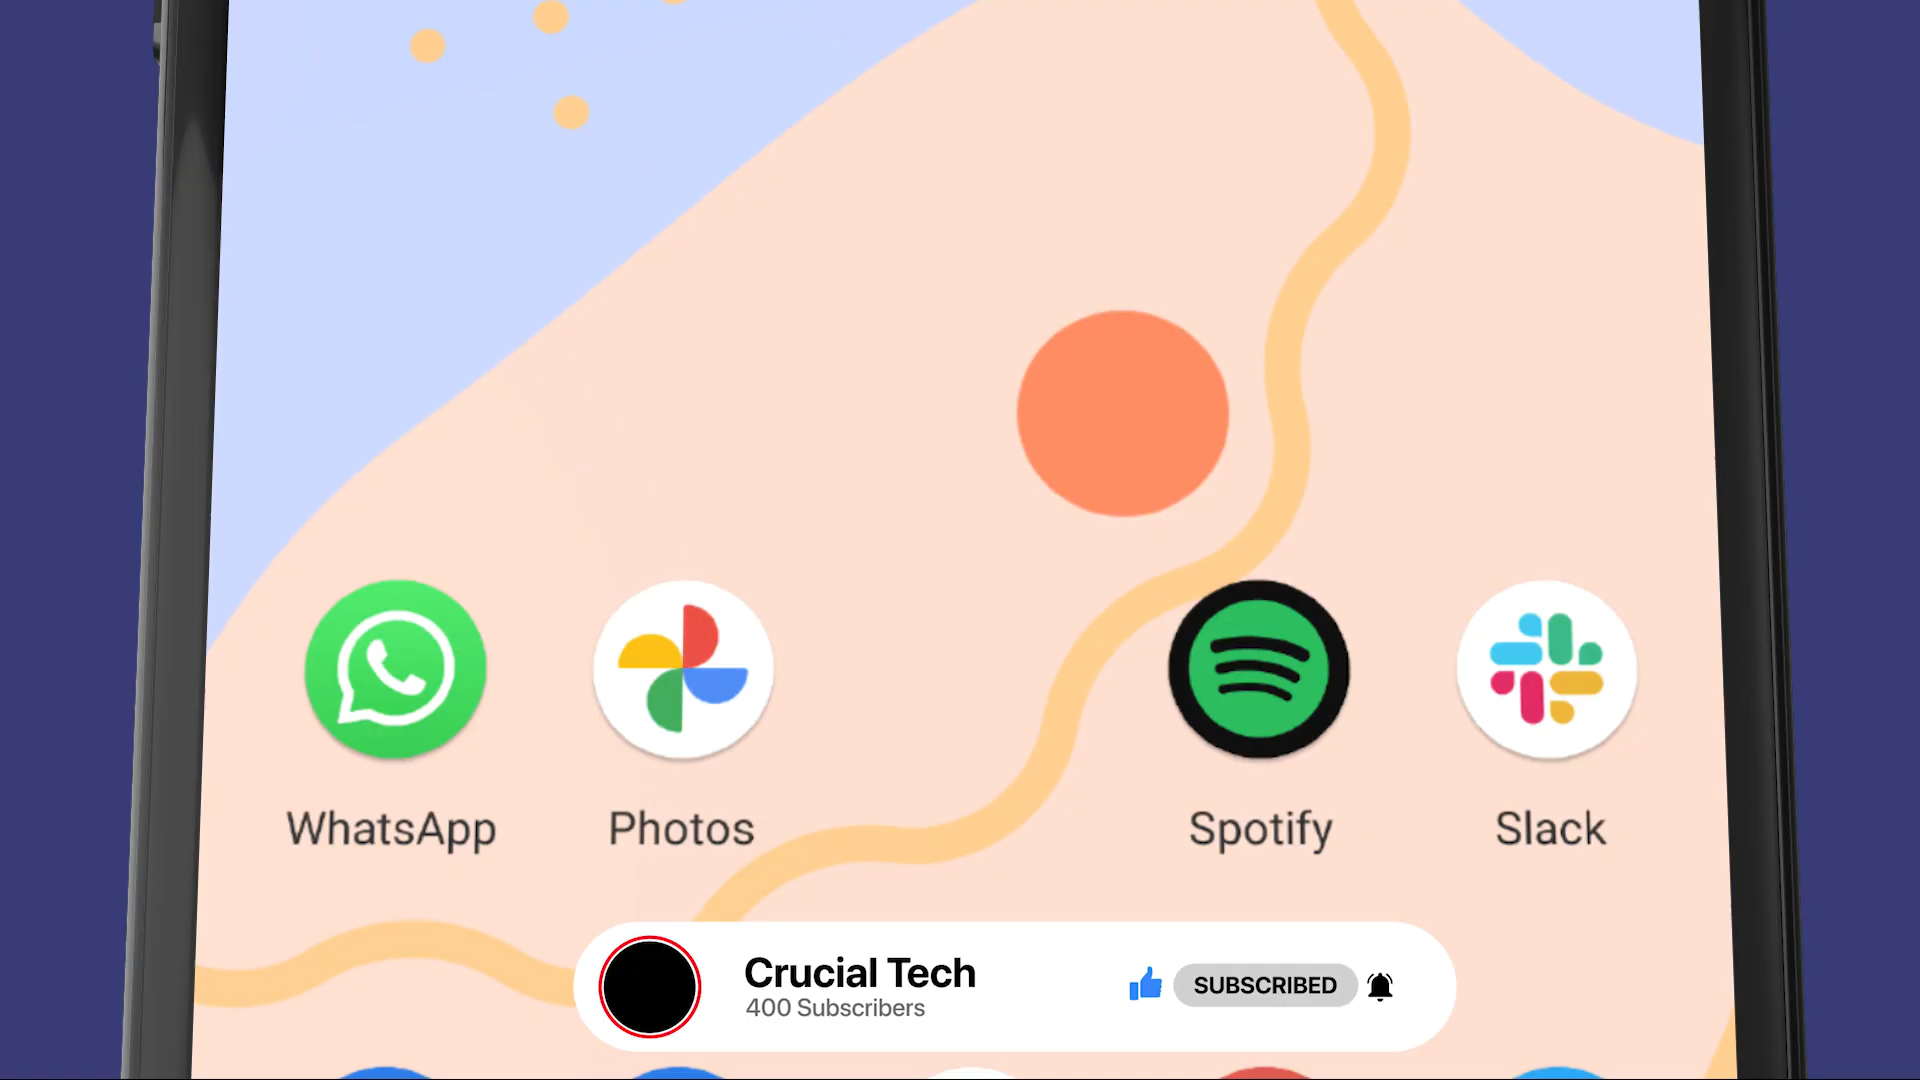 WhatsApp
Photos
Spotify
Slack
Crucial Tech
400 Subscribers
SUBSCRIBED